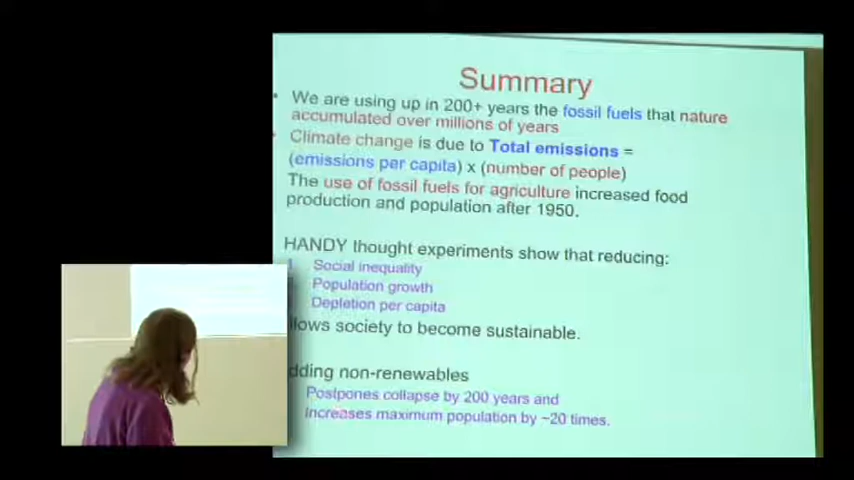 Summary
We are using up in 200+ years the fossil fuels that nature
accumulated over millions of years
Climate change is due to Total emissions =
(emissions per capita) x (number of people)
The use of fossil fuels for agriculture increased food
production and population after 1950.
HANDY thought experiments show that reducing:
Social inequality
Population growth
Depletion per capita
llows society to become sustainable.
dding non-renewables
Postpones collapse by 200 years and
Increases maximum population by ~20 times.